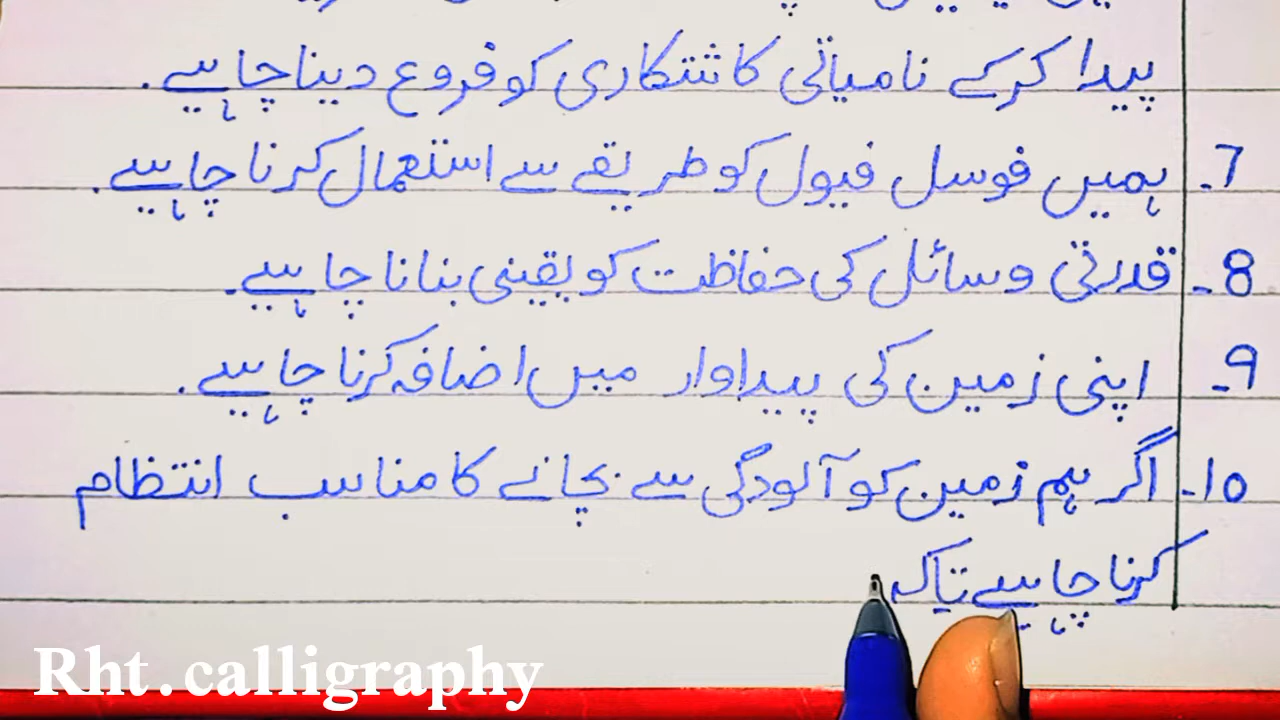 پیدا کرکے نامیاتی کاشتکاری کو فروع دینا چاہیے۔
7۔ ہمیں فوسل فیول کو طریقے سے استعمال کرنا چاہیے۔
8۔ قدرتی وسائل کی حفاظت کو یقینی بنانا چاہیے۔
9۔ اپنی زمین کی پیداوار میں اضافہ کرنا چاہیے۔
10۔ اگر ہم زمین کو آلودگی سے بچانے کا مناسب انتظام
کرنا چاہیے تاکہ
Rht.calligraphy